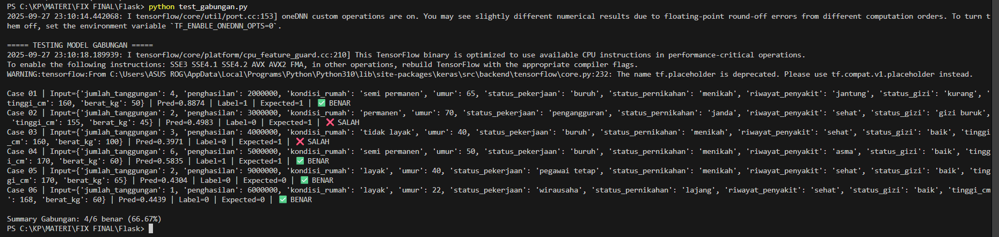 PS C:\KP\MATERI\FIX FINAL\Flask> python test_gabungan.py
2025-09-27 23:10:14.442068: I tensorflow/core/util/port.cc:153] oneDNN custom operations are on. You may see slightly different numerical results due to floating-point round-off errors from different computation orders. To turn t
hem off, set the environment variable `TF_ENABLE_ONEDNN_OPTS=0`.
===== TESTING MODEL GABUNGAN =====
2025-09-27 23:10:18.189939: I tensorflow/core/platform/cpu_feature_guard.cc:210] This TensorFlow binary is optimized to use available CPU instructions in performance-critical operations.
To enable the following instructions: SSE3 SSE4.1 SSE4.2 AVX AVX2 FMA, in other operations, rebuild TensorFlow with the appropriate compiler flags.
WARNING:tensorflow:From C:\Users\ASUS ROG\AppData\Local\Programs\Python\Python310\lib\site-packages\keras\src\backend\tensorflow\core.py:232: The name tf.placeholder is deprecated. Please use tf.compat.v1.placeholder instead.
Case 01 | Input={'jumlah_tanggungan': 4, 'penghasilan': 2000000, 'kondisi_rumah': 'semi permanen', 'umur': 65, 'status_pekerjaan': 'buruh', 'status_pernikahan': 'menikah', 'riwayat_penyakit': 'jantung', 'status_gizi': 'kurang', '
tinggi_cm': 160, 'berat_kg': 50} | Pred=0.8874 | Label=1 | Expected=1 | ✅ BENAR
Case 02 | Input={'jumlah_tanggungan': 2, 'penghasilan': 3000000, 'kondisi_rumah': 'permanen', 'umur': 70, 'status_pekerjaan': 'pengangguran', 'status_pernikahan': 'janda', 'riwayat_penyakit': 'sehat', 'status_gizi': 'gizi buruk',
'tinggi_cm': 155, 'berat_kg': 45} | Pred=0.4983 | Label=0 | Expected=1 | ❌ SALAH
Case 03 | Input={'jumlah_tanggungan': 3, 'penghasilan': 4000000, 'kondisi_rumah': 'tidak layak', 'umur': 40, 'status_pekerjaan': 'buruh', 'status_pernikahan': 'menikah', 'riwayat_penyakit': 'sehat', 'status_gizi': 'baik', 'tinggi
_cm': 160, 'berat_kg': 100} | Pred=0.3971 | Label=0 | Expected=1 | ❌ SALAH
Case 04 | Input={'jumlah_tanggungan': 6, 'penghasilan': 5000000, 'kondisi_rumah': 'semi permanen', 'umur': 50, 'status_pekerjaan': 'buruh', 'status_pernikahan': 'menikah', 'riwayat_penyakit': 'asma', 'status_gizi': 'baik', 'tingg
i_cm': 170, 'berat_kg': 60} | Pred=0.5835 | Label=1 | Expected=1 | ✅ BENAR
Case 05 | Input={'jumlah_tanggungan': 2, 'penghasilan': 9000000, 'kondisi_rumah': 'layak', 'umur': 40, 'status_pekerjaan': 'pegawai tetap', 'status_pernikahan': 'menikah', 'riwayat_penyakit': 'sehat', 'status_gizi': 'baik', 'ting
gi_cm': 170, 'berat_kg': 65} | Pred=0.4304 | Label=0 | Expected=0 | ✅ BENAR
Case 06 | Input={'jumlah_tanggungan': 1, 'penghasilan': 6000000, 'kondisi_rumah': 'layak', 'umur': 22, 'status_pekerjaan': 'wirausaha', 'status_pernikahan': 'lajang', 'riwayat_penyakit': 'sehat', 'status_gizi': 'baik', 'tinggi_cm
': 168, 'berat_kg': 60} | Pred=0.4439 | Label=0 | Expected=0 | ✅ BENAR
Summary Gabungan: 4/6 benar (66.67%)
PS C:\KP\MATERI\FIX FINAL\Flask>